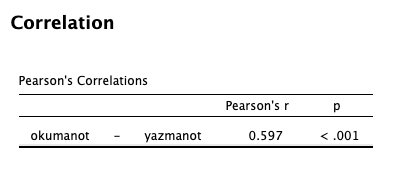 Correlation
Pearson's Correlations
Pearson's r p
okumanot - yazmanot 0.597 < .001